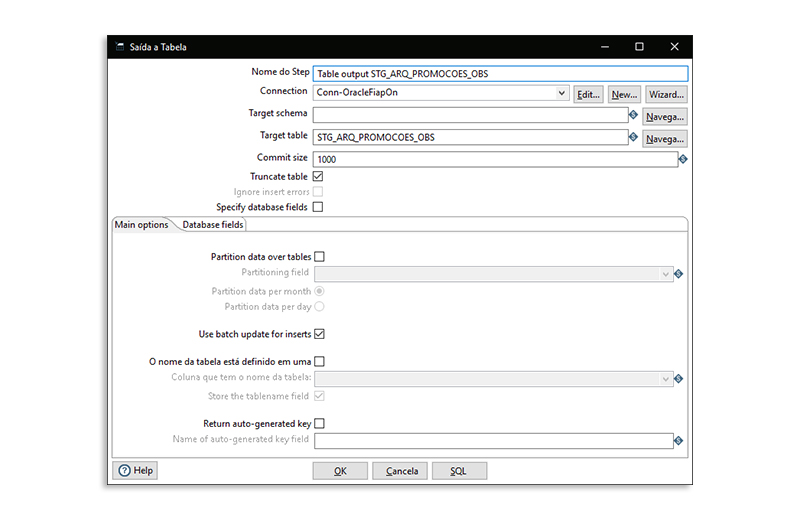 Saída a Tabela
Nome do Step Table output STG_ARQ_PROMOCOES_OBS
Connection Conn-OracleFiapOn Edit... New... Wizard...
Target schema Navega...
Target table STG_ARQ_PROMOCOES_OBS Navega...
Commit size 1000
Truncate table
Ignore insert errors
Specify database fields
Main options Database fields
Partition data over tables
Partitioning field
Partition data per month
Partition data per day
Use batch update for inserts
O nome da tabela está definido em uma
Coluna que tem o nome da tabela:
Store the tablename field
Return auto-generated key
Name of auto-generated key field
Help OK Cancela SQL